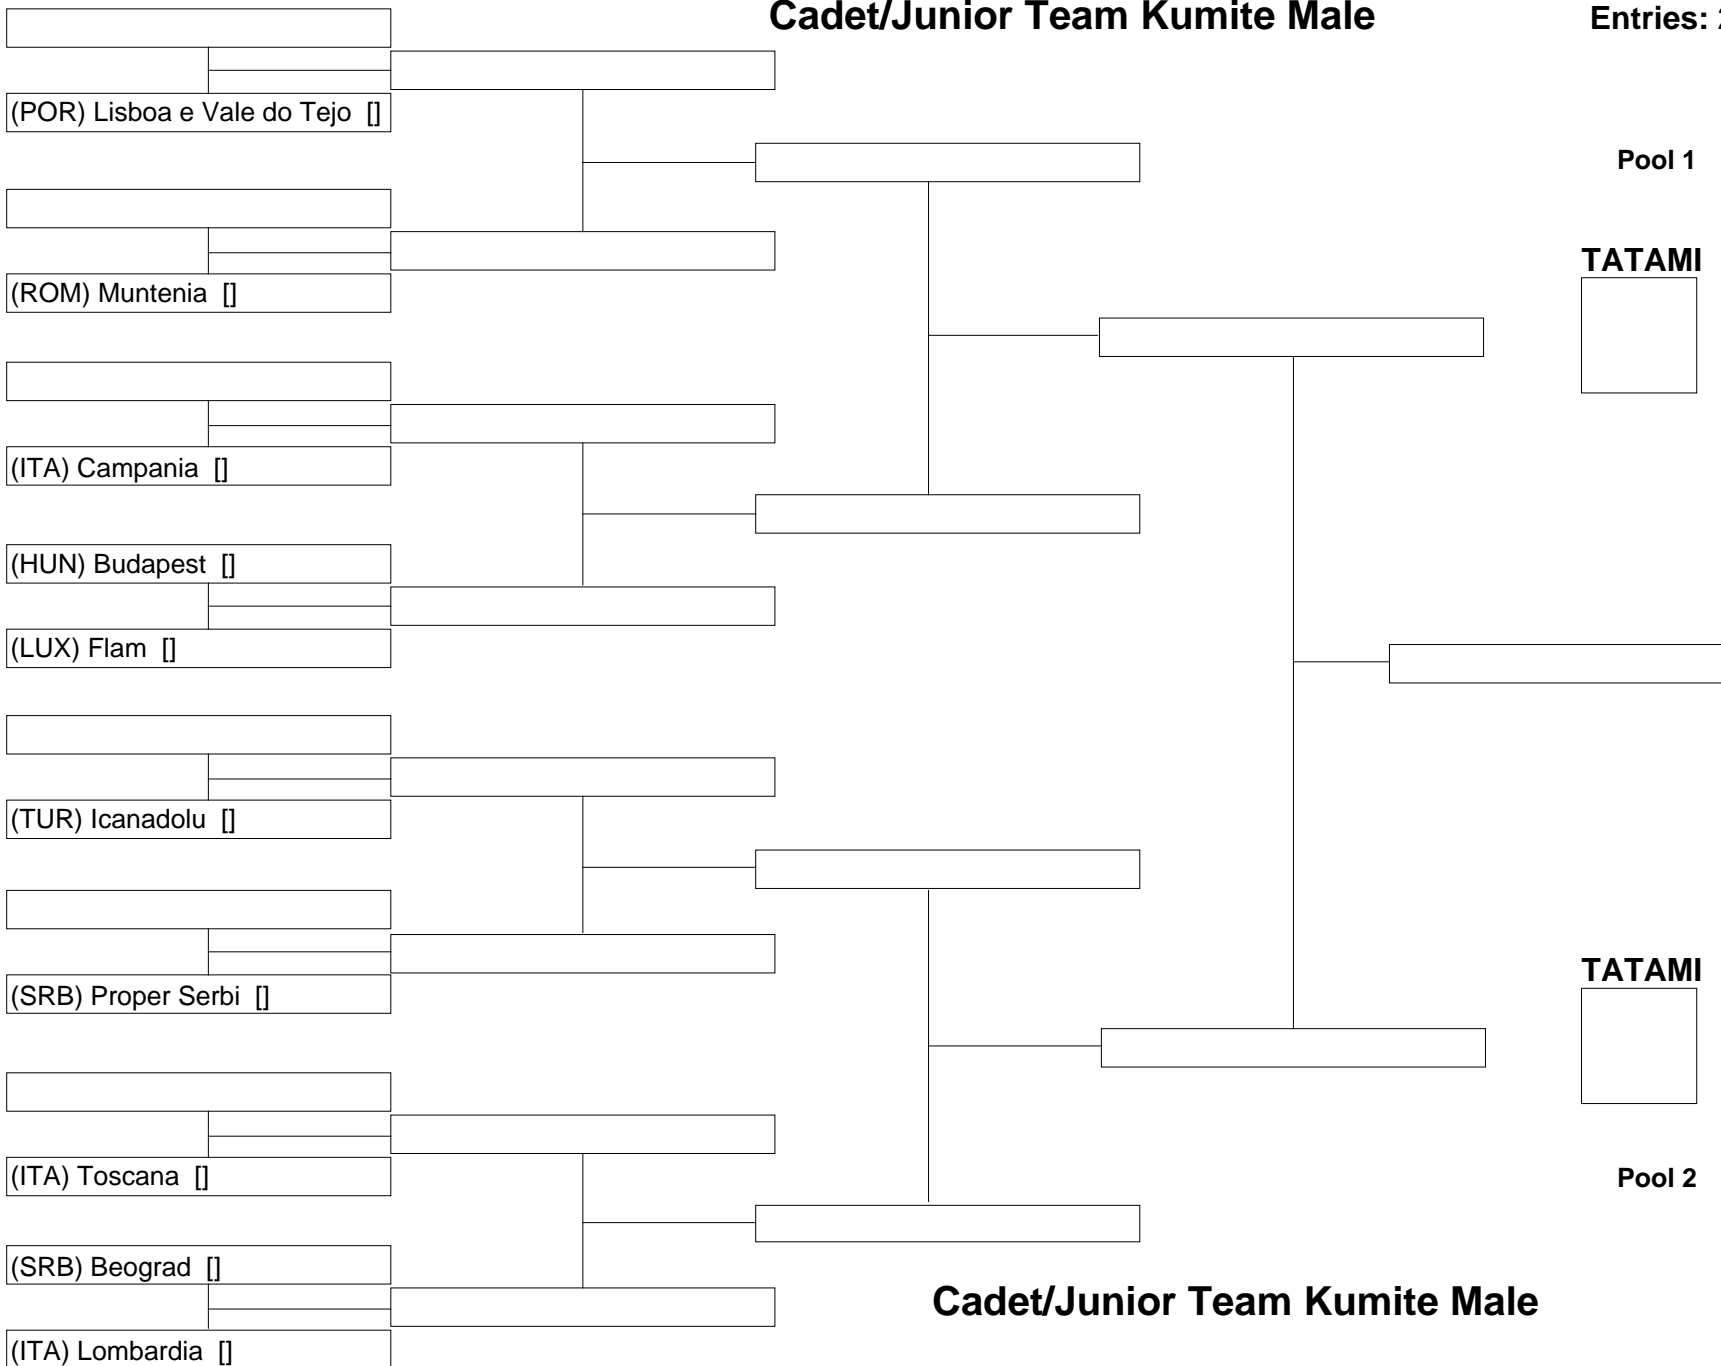 Cadet/Junior Team Kumite Male
Entries:
(POR) Lisboa e Vale do Tejo []
Pool 1
TATAMI
(ROM) Muntenia []
(ITA) Campania []
(HUN) Budapest []
(LUX) Flam []
(TUR) Icanadolu []
(SRB) Proper Serbi []
TATAMI
(ITA) Toscana []
Pool 2
(SRB) Beograd []
Cadet/Junior Team Kumite Male
(ITA) Lombardia []